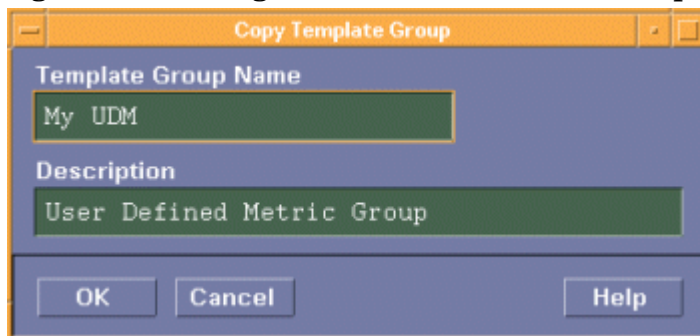 Copy Template Group
Template Group Name
My UDM
Description
User Defined Metric Group
OK Cancel Help